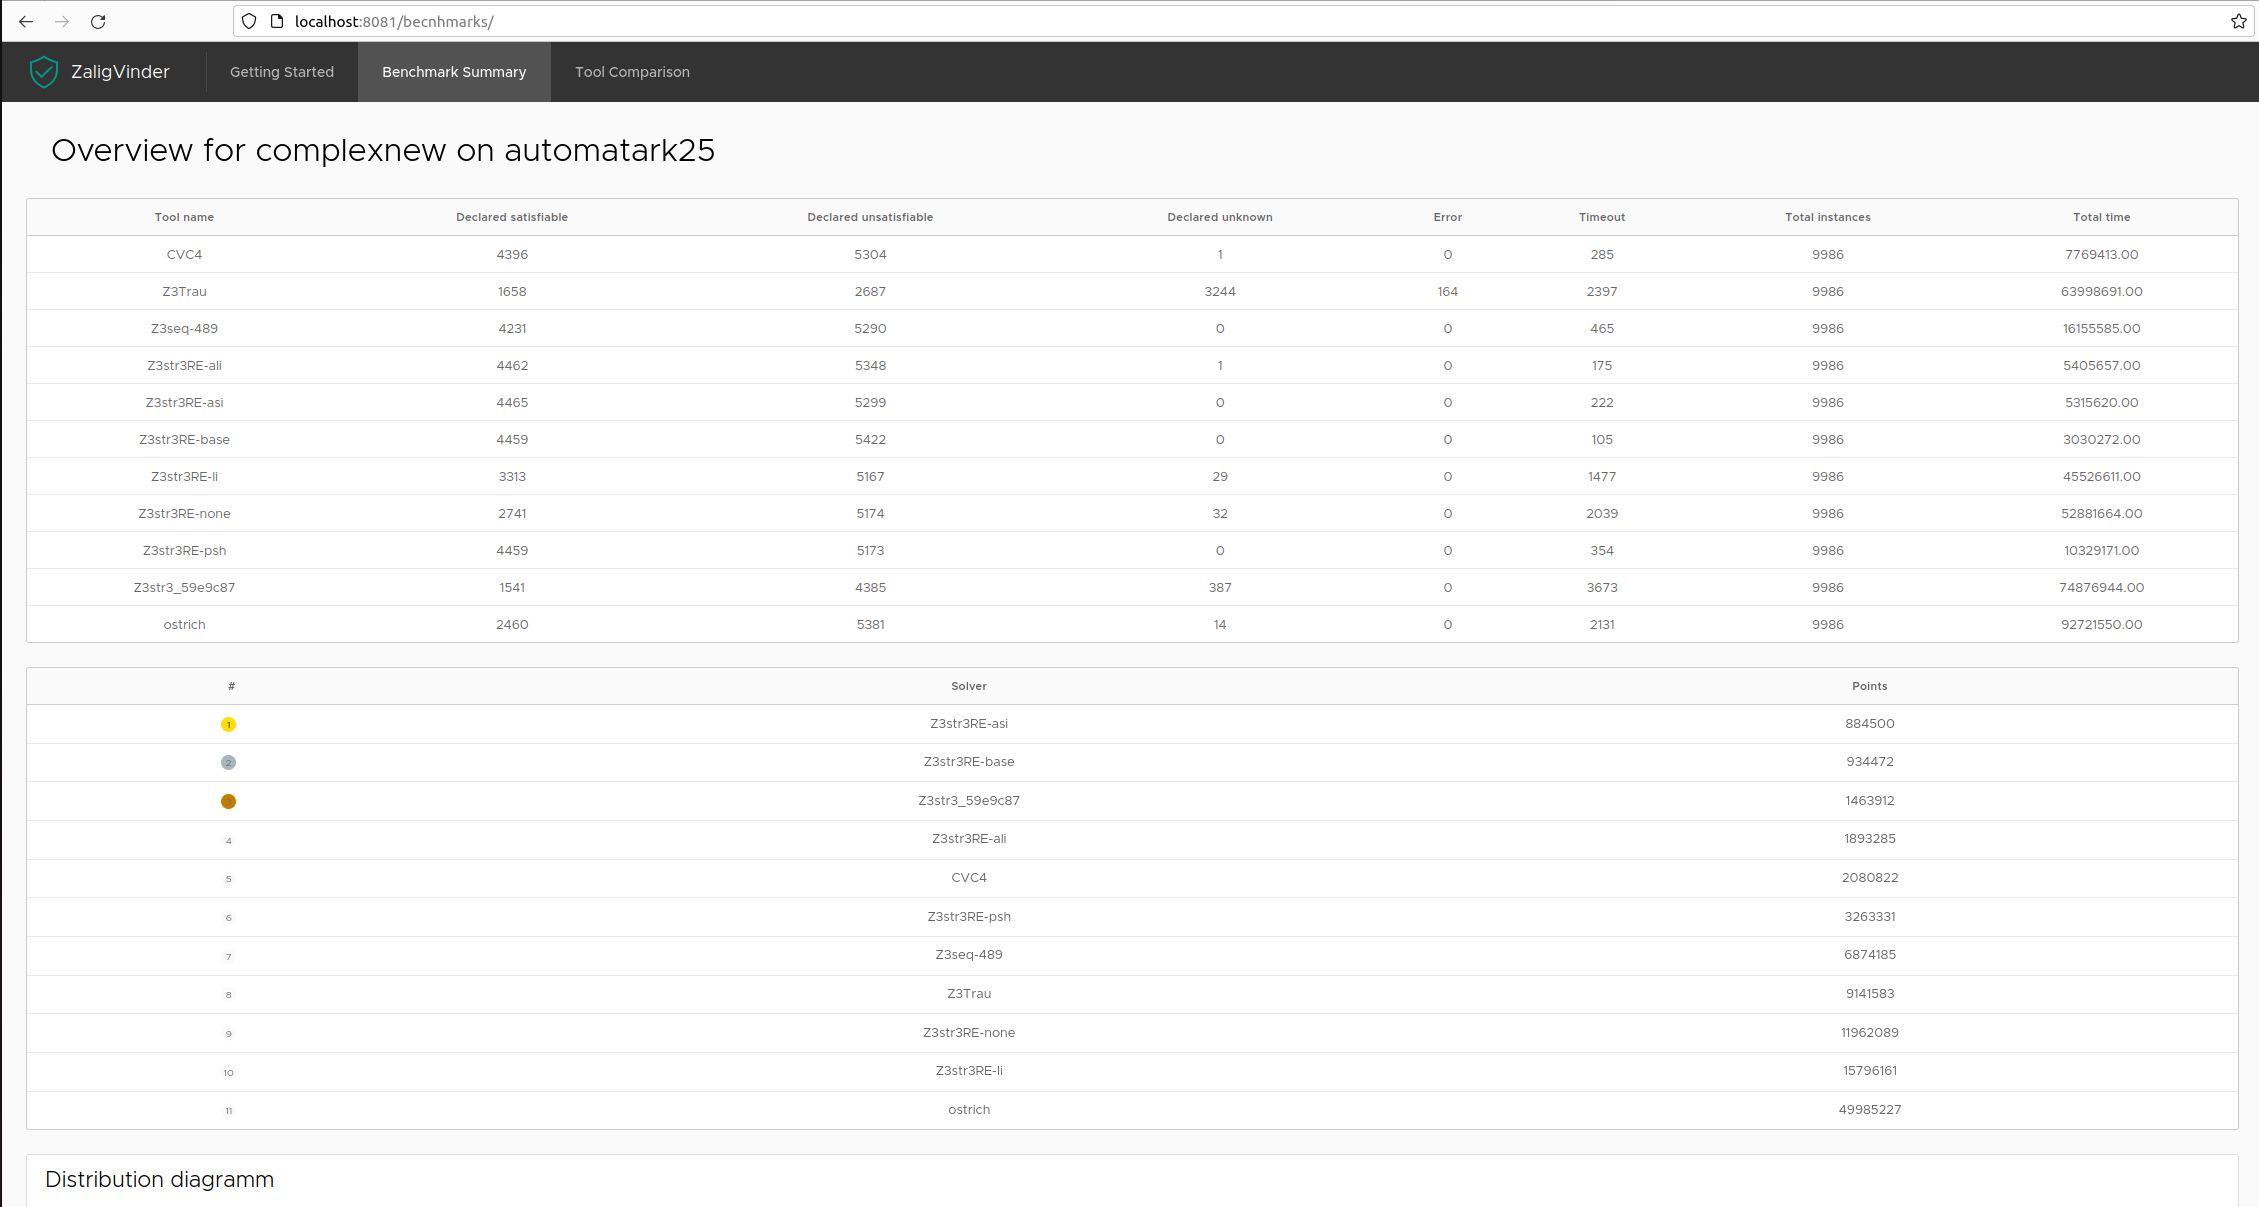 localhost:8081/becnhmarks/
ZaligVinder Getting Started Benchmark Summary Tool Comparison
Overview for complexnew on automatark25
Tool name Declared satisfiable Declared unsatisfiable Declared unknown Error Timeout Total instances Total time
CVC4 4396 5304 1 0 285 9986 7769413.00
Z3Trau 1658 2687 3244 164 2397 9986 63998691.00
Z3seq-489 4231 5290 0 0 465 9986 16155585.00
Z3str3RE-ali 4462 5348 1 0 175 9986 5405657.00
Z3str3RE-asi 4465 5299 0 0 222 9986 5315620.00
Z3str3RE-base 4459 5422 0 0 105 9986 3030272.00
Z3str3RE-li 3313 5167 29 0 1477 9986 45526611.00
Z3str3RE-none 2741 5174 32 0 2039 9986 52881664.00
Z3str3RE-psh 4459 5173 0 0 354 9986 10329171.00
Z3str3_59e9c87 1541 4385 387 0 3673 9986 74876944.00
ostrich 2460 5381 14 0 2131 9986 92721550.00
# Solver Points
1 Z3str3RE-asi 884500
2 Z3str3RE-base 934472
Z3str3_59e9c87 1463912
4 Z3str3RE-ali 1893285
5 CVC4 2080822
6 Z3str3RE-psh 3263331
7 Z3seq-489 6874185
8 Z3Trau 9141583
9 Z3str3RE-none 11962089
10 Z3str3RE-li 15796161
11 ostrich 49985227
Distribution diagramm